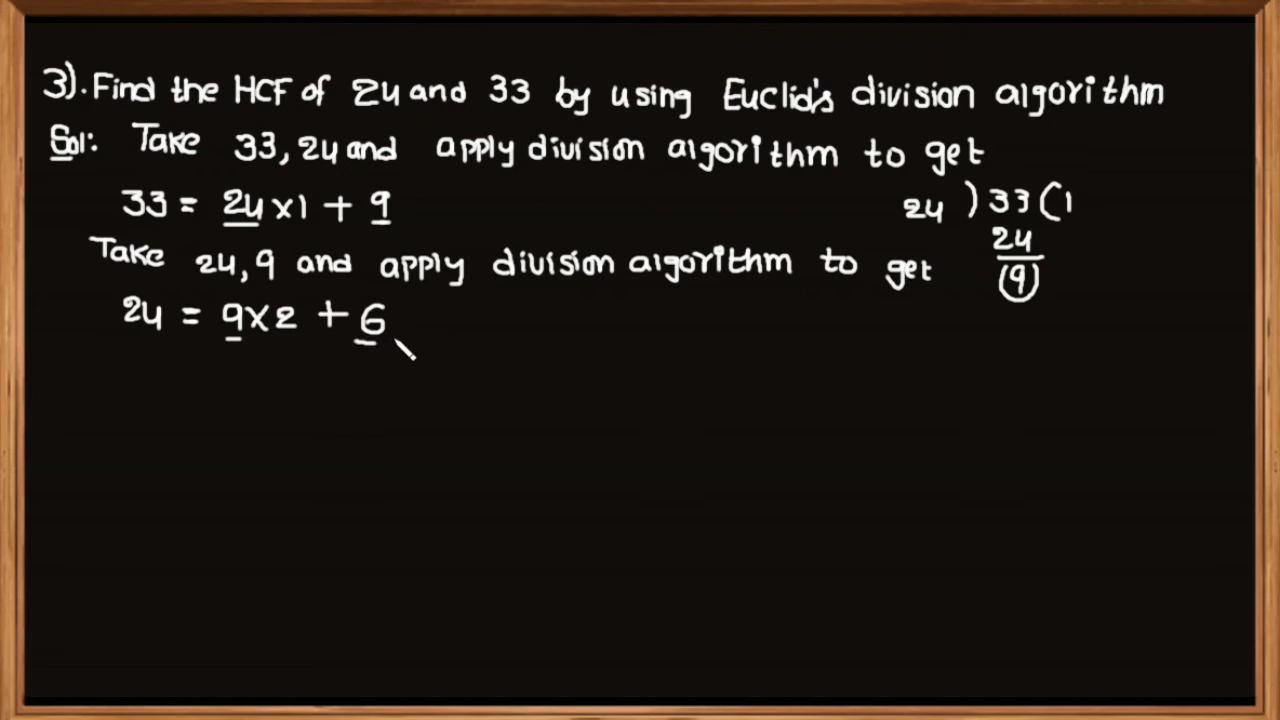 3). Find the HCF of 24 and 33 by using Euclid's division algorithm
Sol: Take 33, 24 and apply division algorithm to get
33 = 24 x 1 + 9
24 ) 33 ( 1
24
9
Take 24, 9 and apply division algorithm to get
24 = 9 x 2 + 6